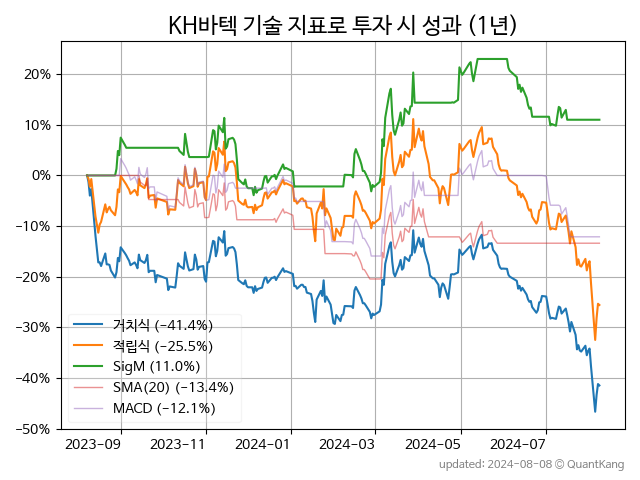 KH바텍 기술 지표로 투자 시 성과 (1년)
20%
10%
0%
−10%
−20%
−30%
−40%
−50%
거치식 (−41.4%)
적립식 (−25.5%)
SigM (11.0%)
SMA(20) (−13.4%)
MACD (−12.1%)
2023-09 2023-11 2024-01 2024-03 2024-05 2024-07
updated: 2024-08-08 © QuantKang